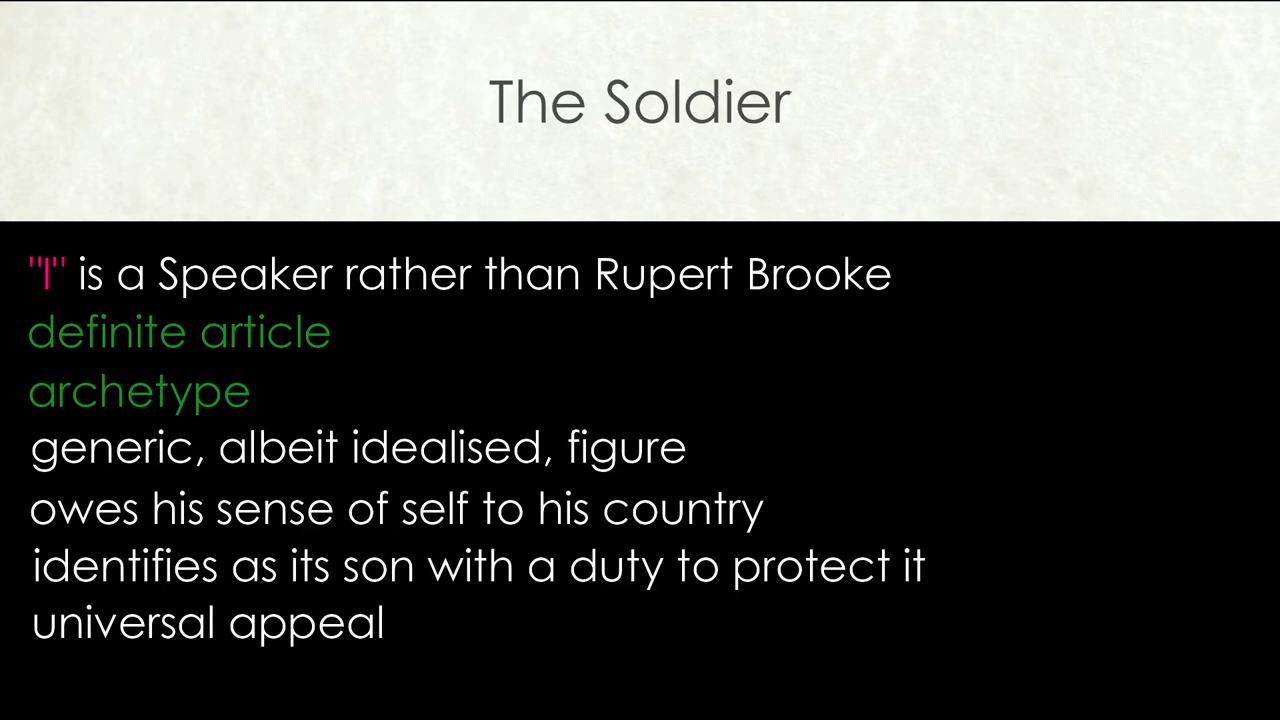 The Soldier
"I" is a Speaker rather than Rupert Brooke
definite article
archetype
generic, albeit idealised, figure
owes his sense of self to his country
identifies as its son with a duty to protect it
universal appeal